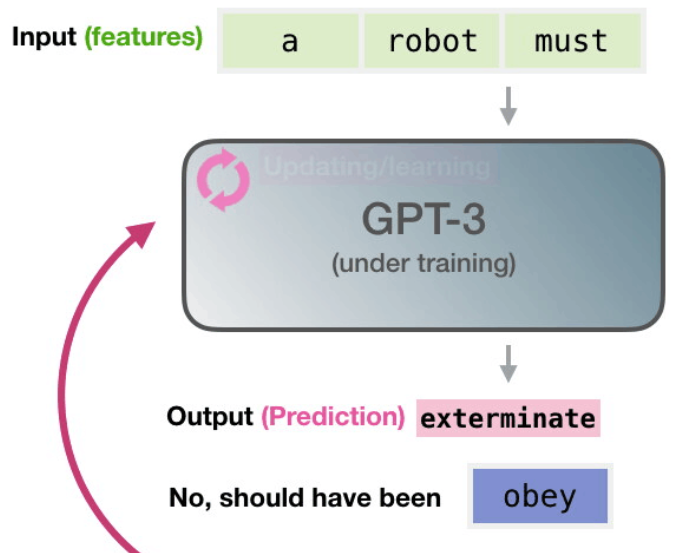 Input (features) a robot must
Updating/learning
GPT-3
(under training)
Output (Prediction) exterminate
No, should have been obey